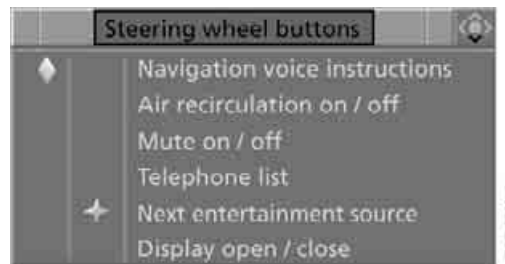 Steering wheel buttons
Navigation voice instructions
Air recirculation on / off
Mute on / off
Telephone list
Next entertainment source
Display open / close